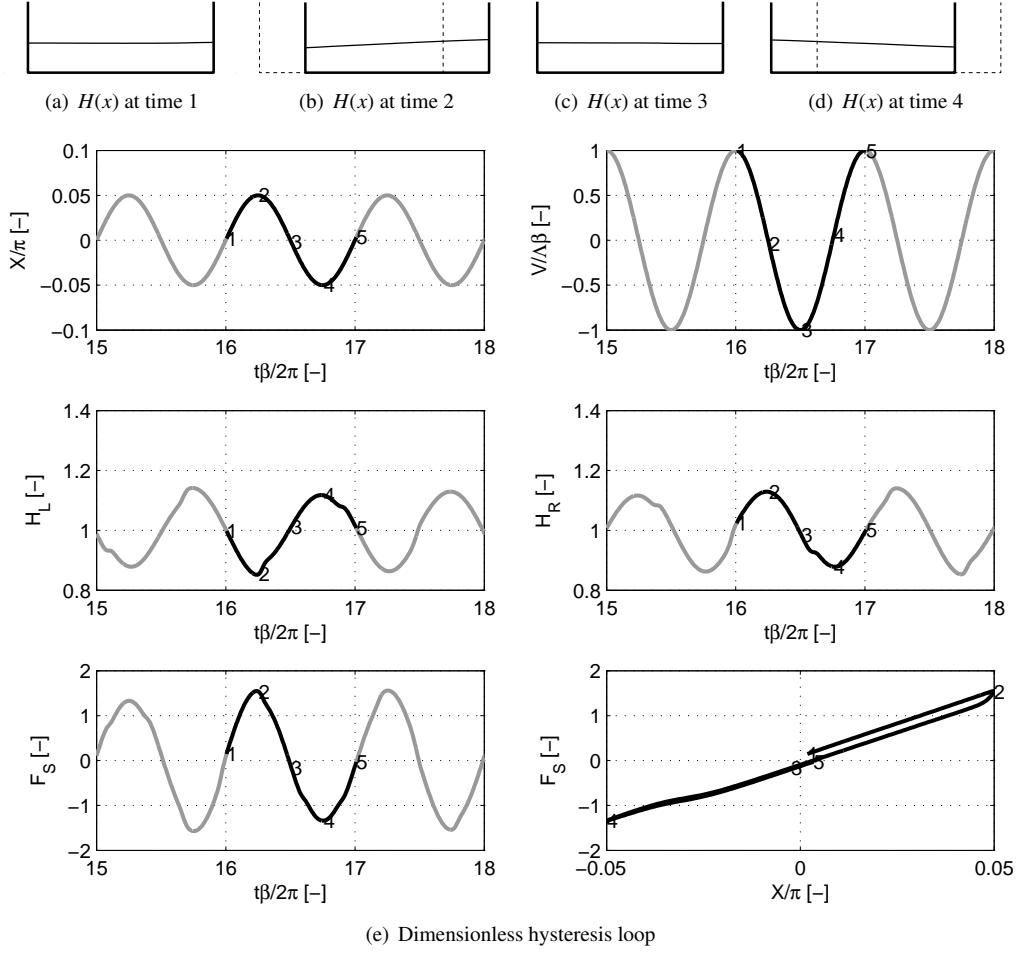 (a) H(x) at time 1
(b) H(x) at time 2
(c) H(x) at time 3
(d) H(x) at time 4
X/π [−]
0.1
0.05
0
−0.05
−0.1
1
2
3
4
5
15 16 17 18
tβ/2π [−]
V/Λβ [−]
1
0.5
0
−0.5
−1
1
2
3
4
5
15 16 17 18
tβ/2π [−]
H_L [−]
1.4
1.2
1
0.8
1
2
3
4
5
15 16 17 18
tβ/2π [−]
H_R [−]
1.4
1.2
1
0.8
1
2
3
4
5
15 16 17 18
tβ/2π [−]
F_S [−]
2
1
0
−1
−2
1
2
3
4
5
15 16 17 18
tβ/2π [−]
F_S [−]
2
1
0
−1
−2
1
2
3
4
5
−0.05 0 0.05
X/π [−]
(e) Dimensionless hysteresis loop